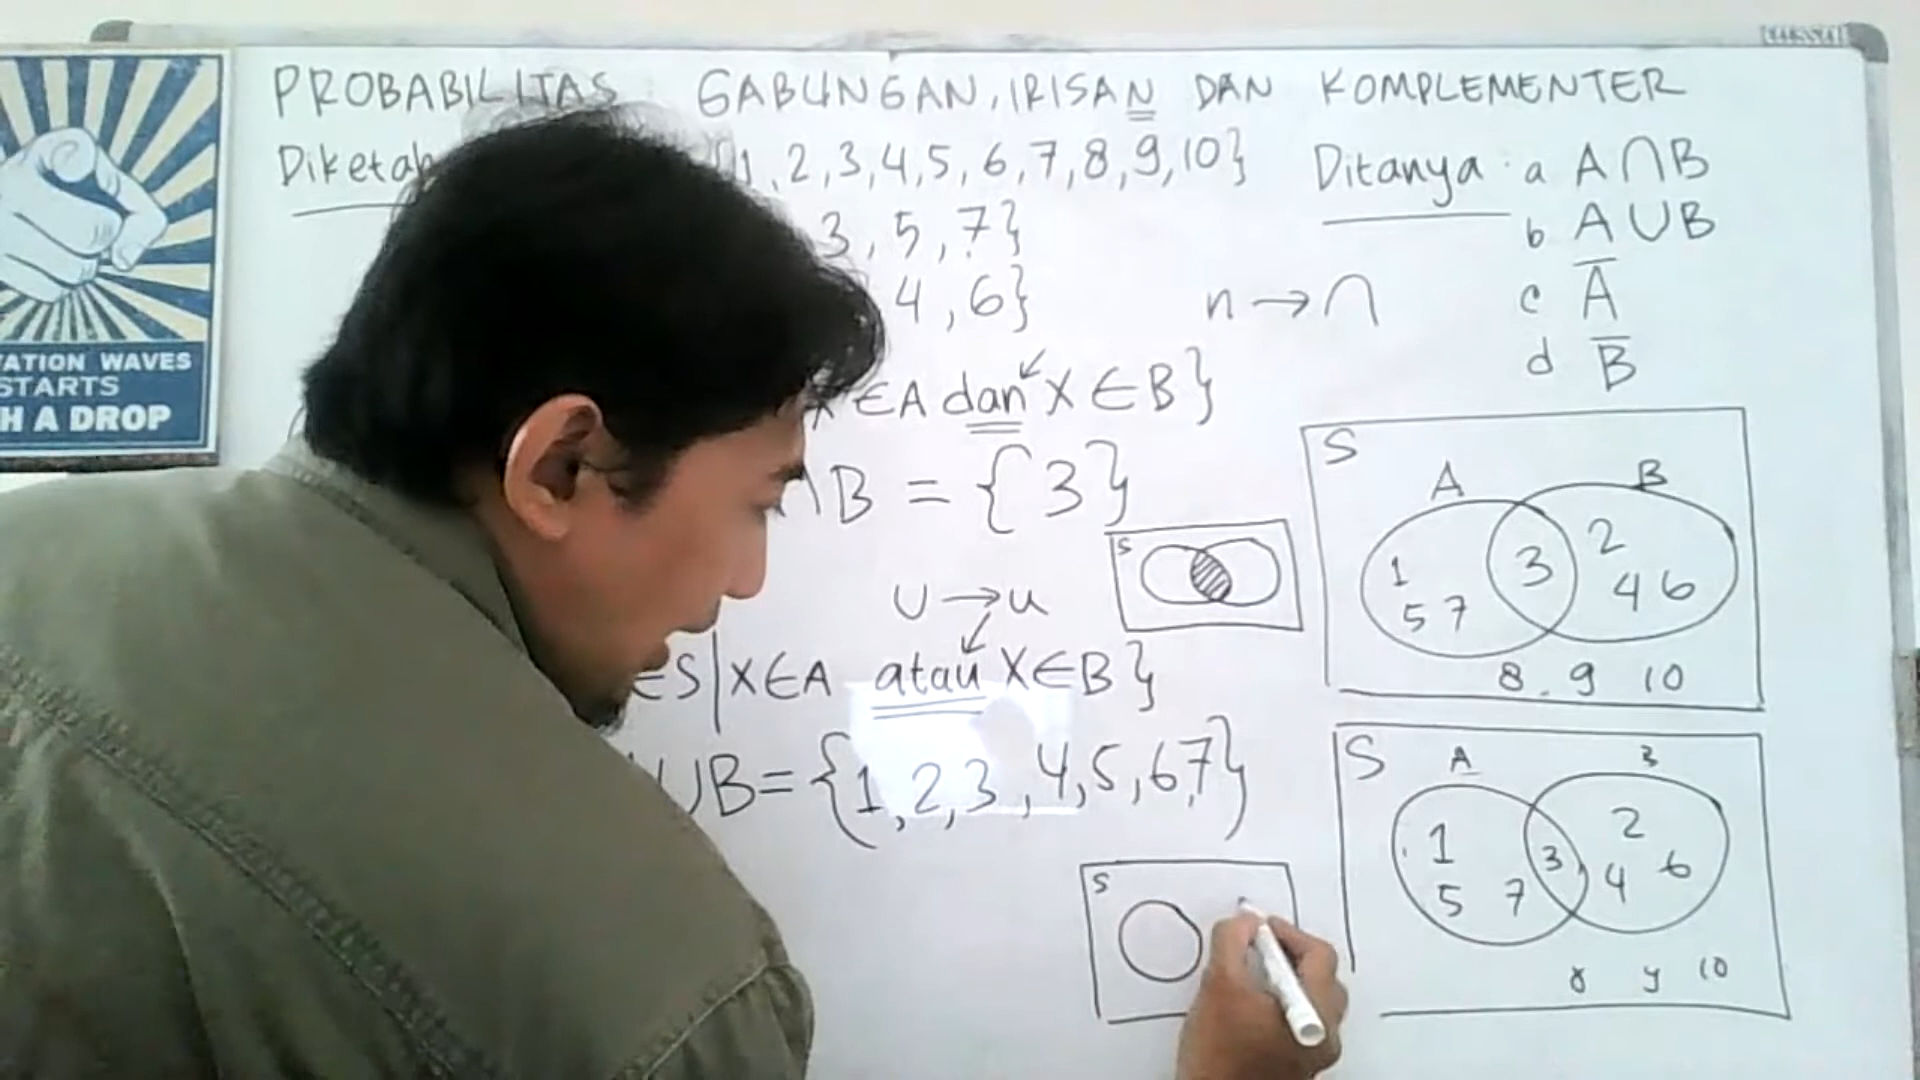 PROBABILITAS GABUNGAN, IRISAN DAN KOMPLEMENTER
1, 2, 3, 4, 5, 6, 7, 8, 9, 10}
3, 5, 7}
4, 6}
n → ∩
∈A dan X ∈ B}
∩B = {3}
S
U → u
∈S | X∈A atau X∈B}
UB = {1, 2, 3, 4, 5, 6, 7}
S
Ditanya : a A∩B
b A∪B
c A̅
d B̅
S
A B
1 3 2
5 7 4 6
8 . 9 10
S A B
1 3 2
5 7 4 6
8 9 10
ATION WAVES
STARTS
H A DROP